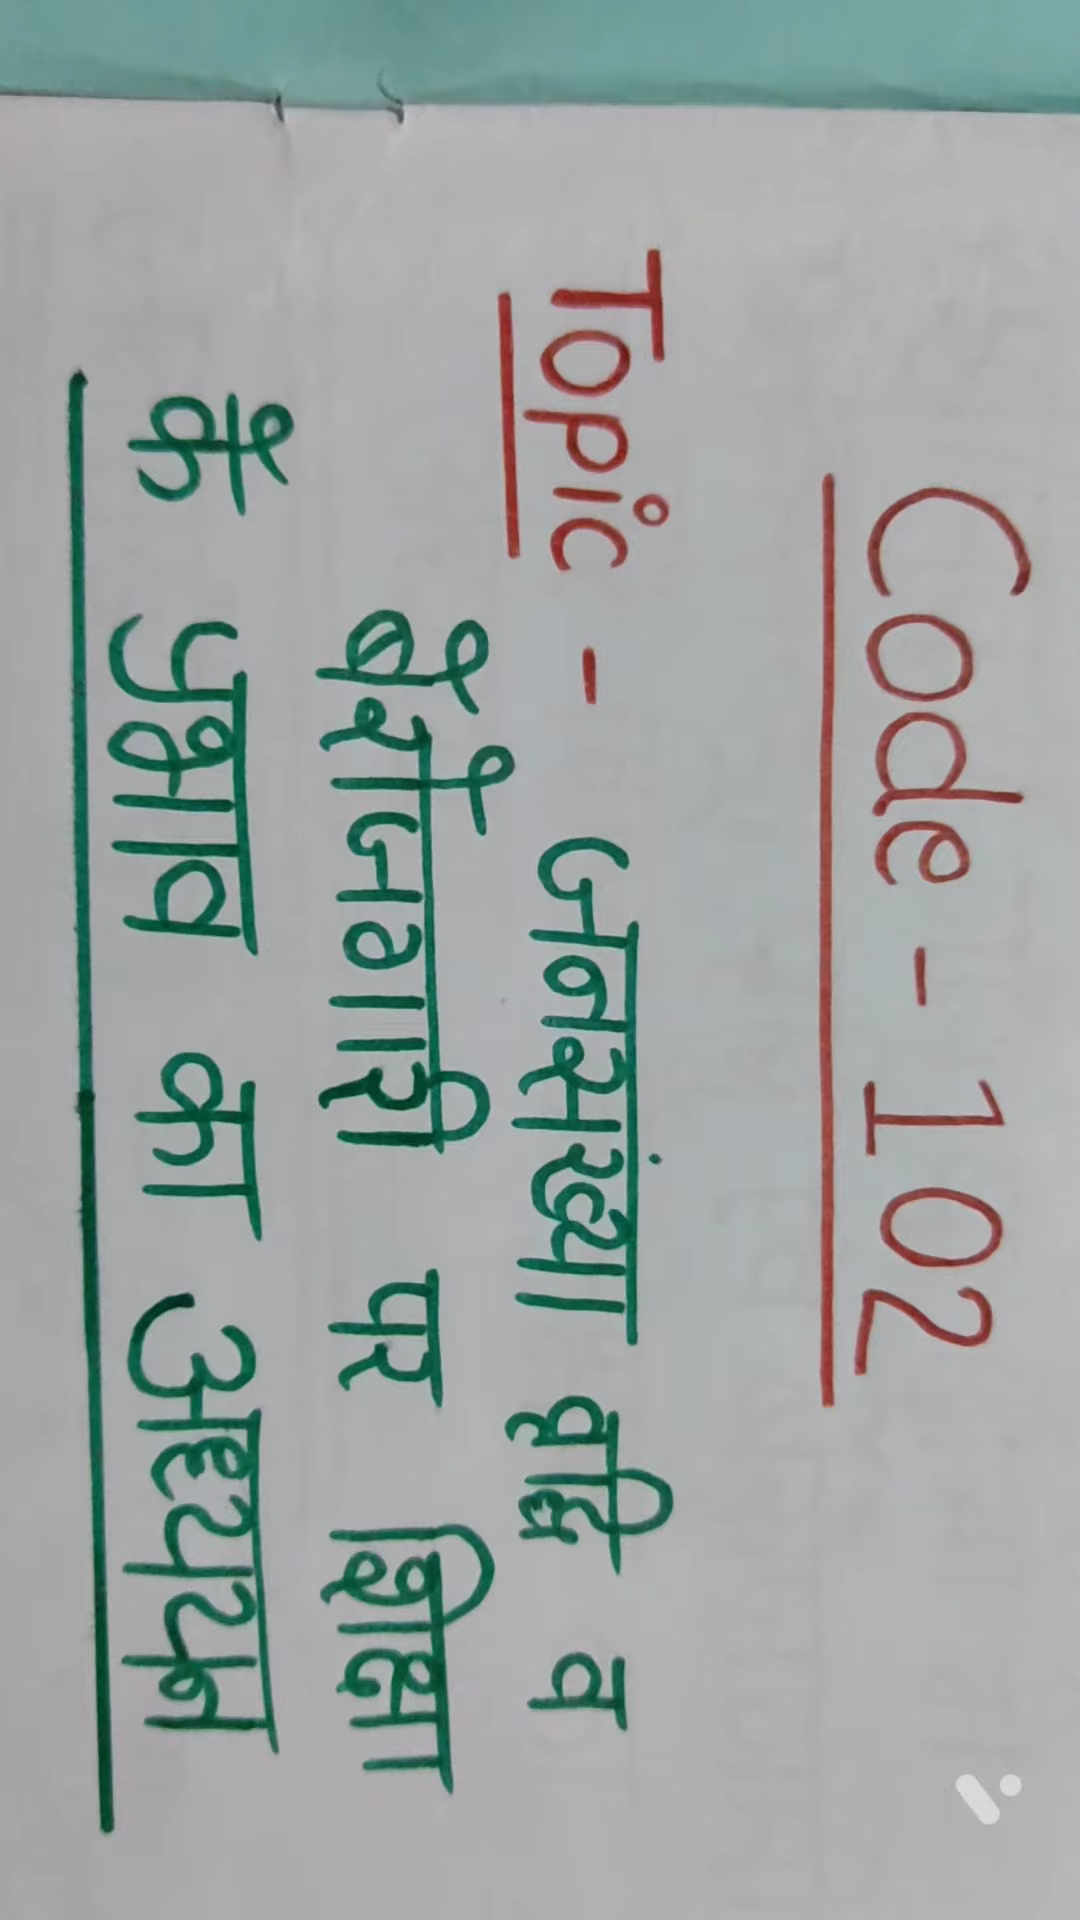 Code - 102
Topic - जनसंख्या वृद्धि व
बेरोजगारी पर शिक्षा
के प्रभाव का अध्ययन